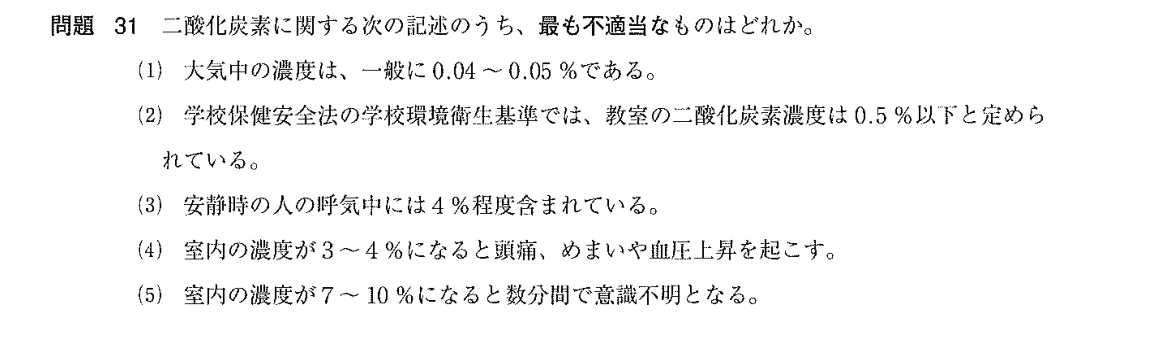 問題 31 二酸化炭素に関する次の記述のうち、最も不適当なものはどれか。
(1) 大気中の濃度は、一般に 0.04 ～ 0.05 %である。
(2) 学校保健安全法の学校環境衛生基準では、教室の二酸化炭素濃度は 0.5 %以下と定めら
れている。
(3) 安静時の人の呼気中には 4 %程度含まれている。
(4) 室内の濃度が 3 ～ 4 %になると頭痛、めまいや血圧上昇を起こす。
(5) 室内の濃度が 7 ～ 10 %になると数分間で意識不明となる。